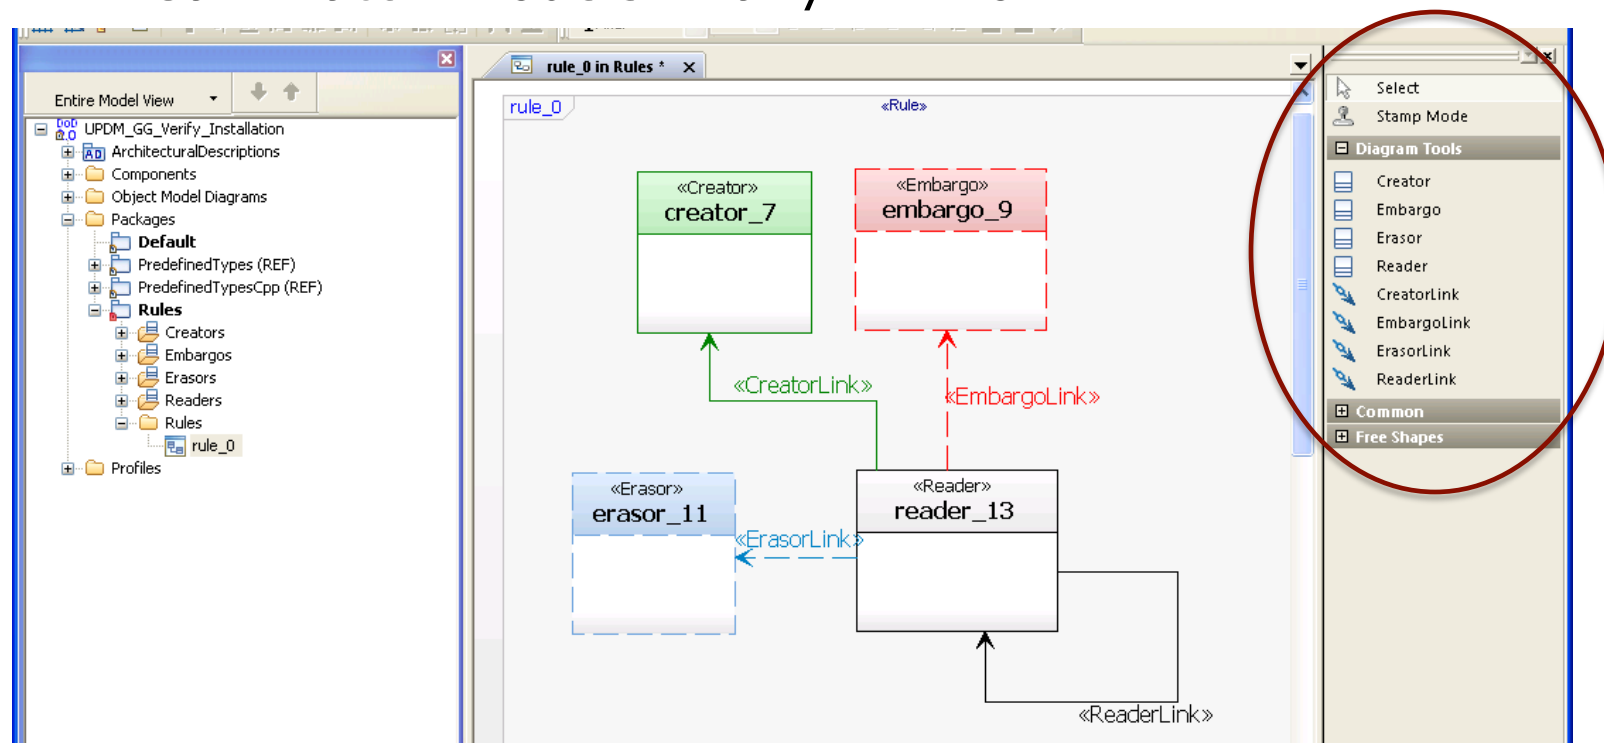 rule_0 in Rules *
Entire Model View
UPDM_GG_Verify_Installation
ArchitecturalDescriptions
Components
Object Model Diagrams
Packages
Default
PredefinedTypes (REF)
PredefinedTypesCpp (REF)
Rules
Creators
Embargos
Erasors
Readers
Rules
rule_0
Profiles
rule_0
«Rule»
«Creator»
creator_7
«Embargo»
embargo_9
«CreatorLink»
«EmbargoLink»
«Erasor»
erasor_11
«Reader»
reader_13
«ErasorLink»
«ReaderLink»
Select
Stamp Mode
Diagram Tools
Creator
Embargo
Erasor
Reader
CreatorLink
EmbargoLink
ErasorLink
ReaderLink
Common
Free Shapes